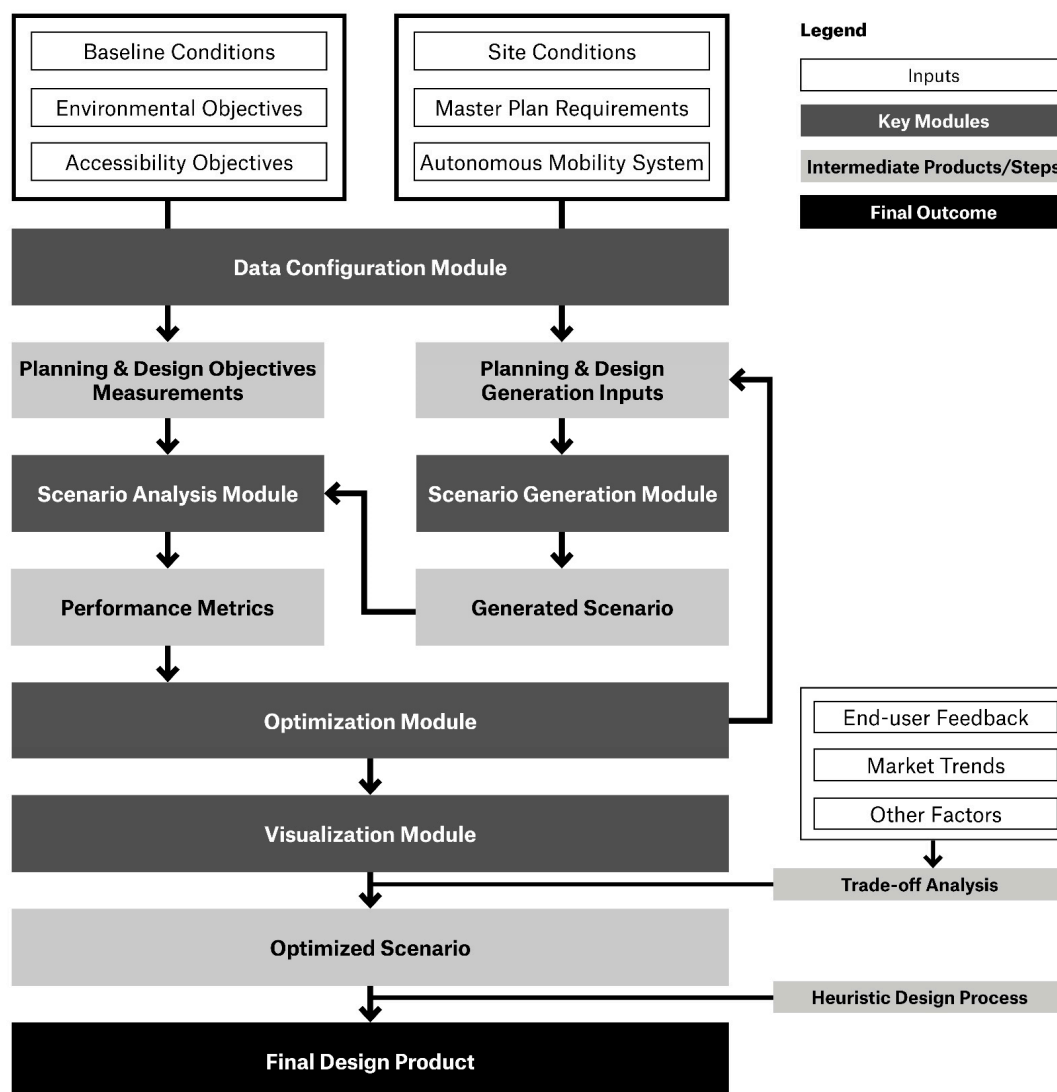 Baseline Conditions
Environmental Objectives
Accessibility Objectives
Site Conditions
Master Plan Requirements
Autonomous Mobility System
Legend
Inputs
Key Modules
Intermediate Products/Steps
Final Outcome
Data Configuration Module
Planning & Design Objectives
Measurements
Planning & Design
Generation Inputs
Scenario Analysis Module
Scenario Generation Module
Performance Metrics
Generated Scenario
Optimization Module
End-user Feedback
Market Trends
Other Factors
Visualization Module
Trade-off Analysis
Optimized Scenario
Heuristic Design Process
Final Design Product